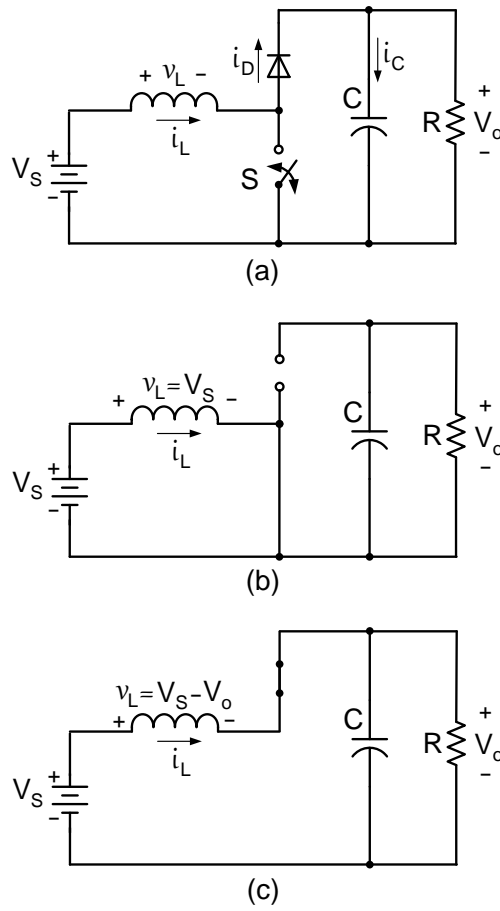 i_D
i_C
+ v_L -
C
+
i_L
R
V_o
V_S
+
-
S
-
(a)
v_L = V_S
+ -
C
+
i_L
R
V_o
V_S
+
-
-
(b)
v_L = V_S - V_o
+ -
C
+
i_L
R
V_o
V_S
+
-
-
(c)